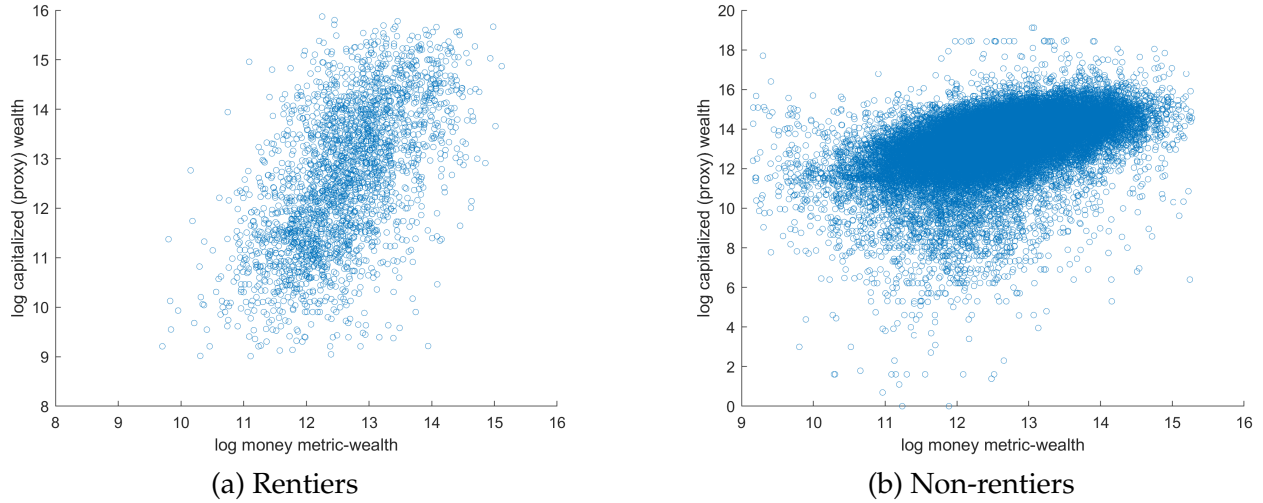 16
15
14
13
12
11
10
9
8
log capitalized (proxy) wealth
8 9 10 11 12 13 14 15 16
log money metric-wealth
(a) Rentiers
20
18
16
14
12
10
8
6
4
2
0
log capitalized (proxy) wealth
9 10 11 12 13 14 15 16
log money metric-wealth
(b) Non-rentiers